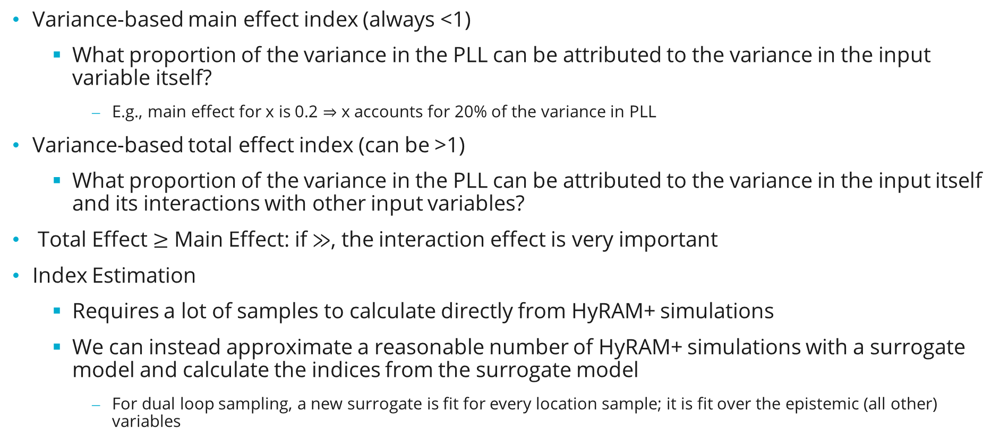 • Variance-based main effect index (always <1)
▪ What proportion of the variance in the PLL can be attributed to the variance in the input
variable itself?
– E.g., main effect for x is 0.2 ⇒ x accounts for 20% of the variance in PLL
• Variance-based total effect index (can be >1)
▪ What proportion of the variance in the PLL can be attributed to the variance in the input itself
and its interactions with other input variables?
• Total Effect ≥ Main Effect: if ≫, the interaction effect is very important
• Index Estimation
▪ Requires a lot of samples to calculate directly from HyRAM+ simulations
▪ We can instead approximate a reasonable number of HyRAM+ simulations with a surrogate
model and calculate the indices from the surrogate model
– For dual loop sampling, a new surrogate is fit for every location sample; it is fit over the epistemic (all other)
variables